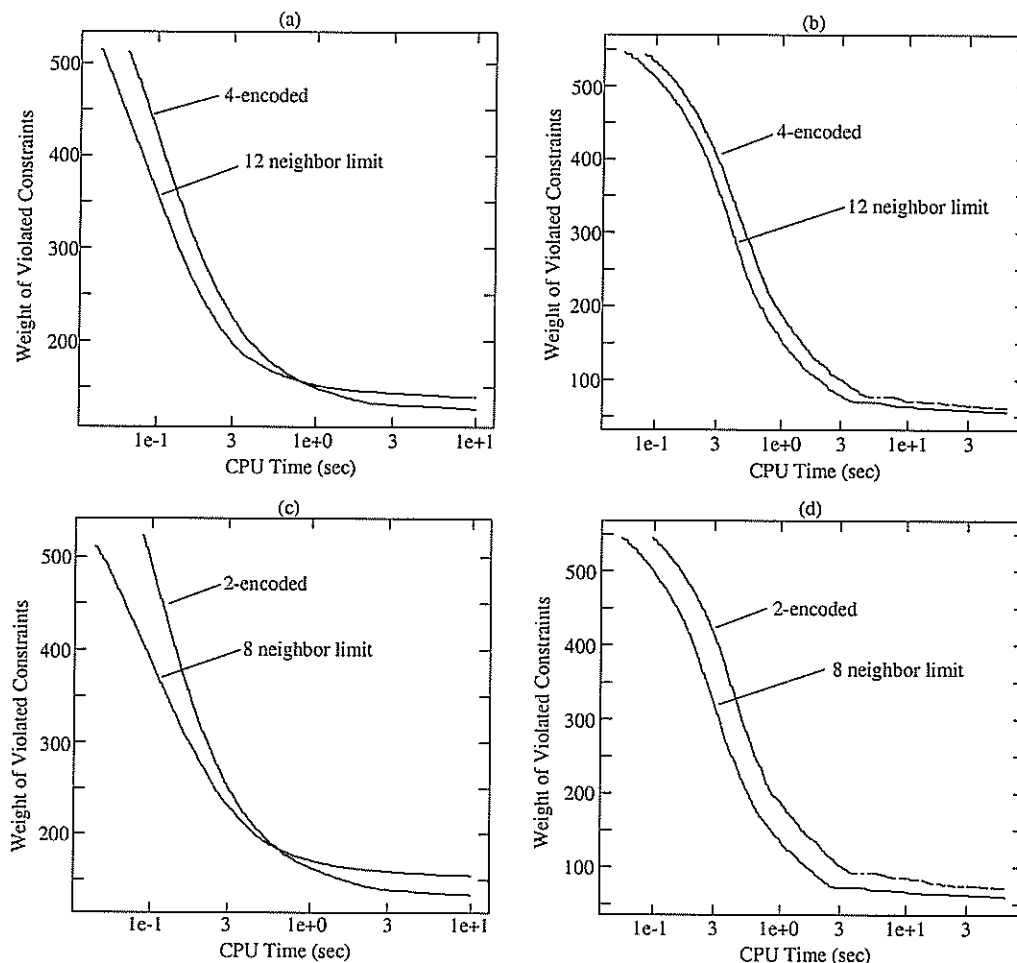 (a)
Weight of Violated Constraints
500
400
300
200
4-encoded
12 neighbor limit
1e-1 3 1e+0 3 1e+1
CPU Time (sec)
(b)
Weight of Violated Constraints
500
400
300
200
100
4-encoded
12 neighbor limit
1e-1 3 1e+0 3 1e+1 3
CPU Time (sec)
(c)
Weight of Violated Constraints
500
400
300
200
2-encoded
8 neighbor limit
1e-1 3 1e+0 3 1e+1
CPU Time (sec)
(d)
Weight of Violated Constraints
500
400
300
200
100
2-encoded
8 neighbor limit
1e-1 3 1e+0 3 1e+1 3
CPU Time (sec)